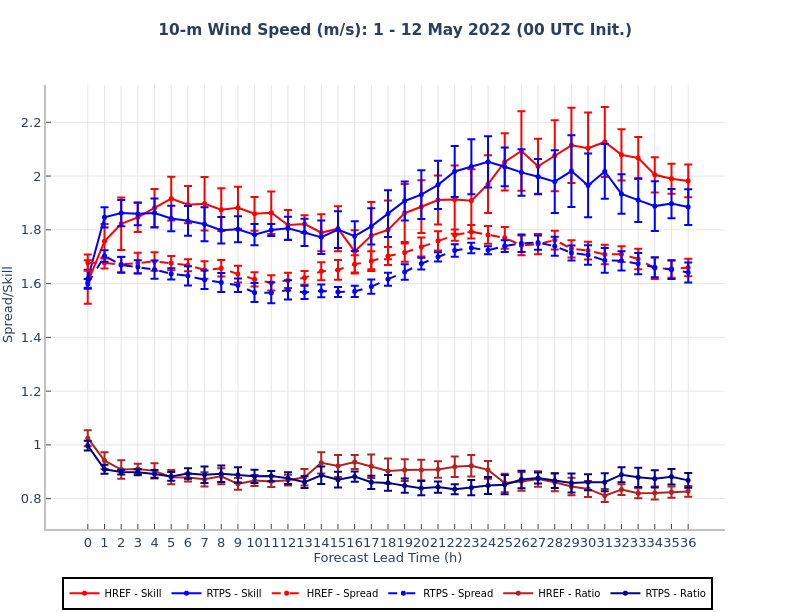 10-m Wind Speed (m/s): 1 - 12 May 2022 (00 UTC Init.)
2.2
2
1.8
1.6
1.4
1.2
1
0.8
Spread/Skill
0 1 2 3 4 5 6 7 8 9 10 11 12 13 14 15 16 17 18 19 20 21 22 23 24 25 26 27 28 29 30 31 32 33 34 35 36
Forecast Lead Time (h)
HREF - Skill RTPS - Skill HREF - Spread RTPS - Spread HREF - Ratio RTPS - Ratio